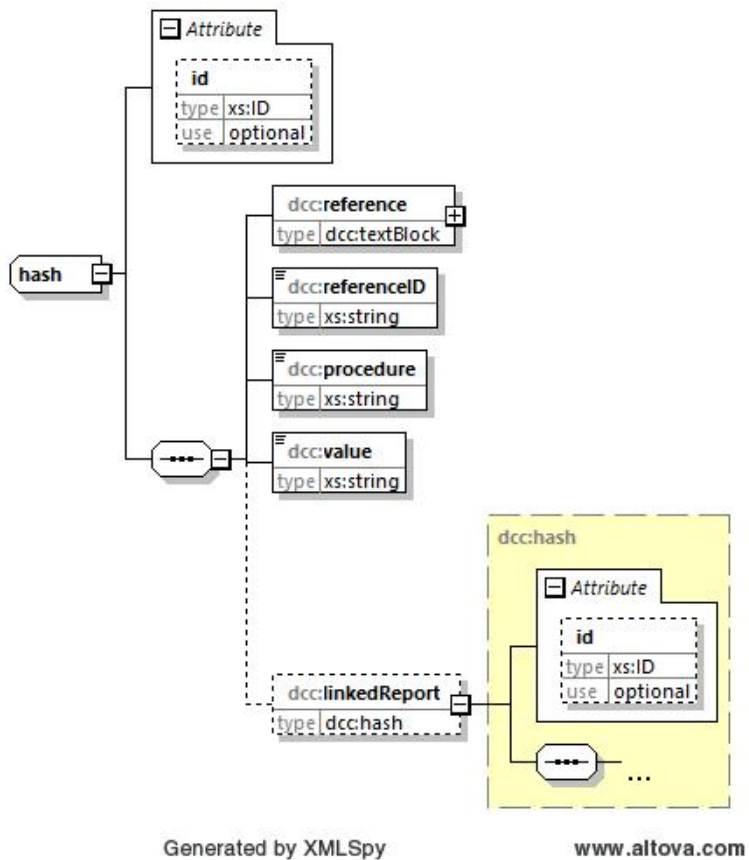 Attribute
id
type xs:ID
use optional
hash
dcc:reference
type dcc:textBlock
dcc:referenceID
type xs:string
dcc:procedure
type xs:string
dcc:value
type xs:string
dcc:hash
Attribute
id
type xs:ID
use optional
dcc:linkedReport
type dcc:hash
...
Generated by XMLSpy www.altova.com